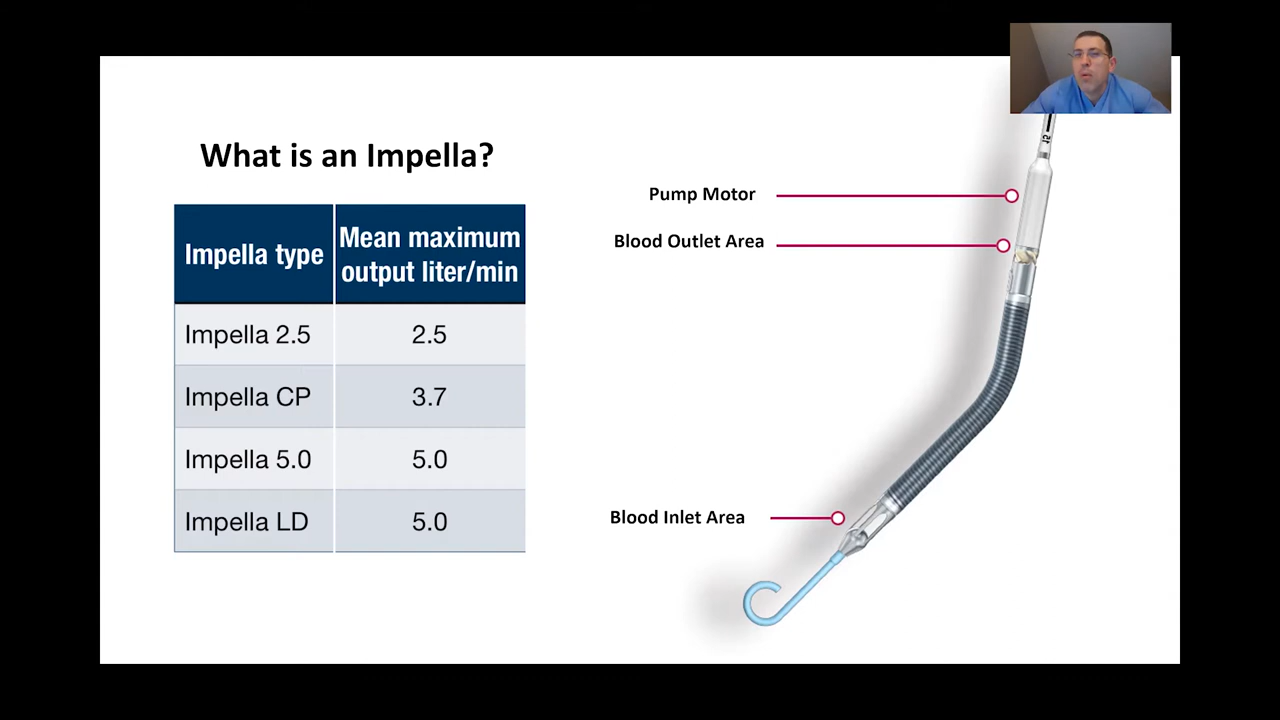 What is an Impella?
Impella type
Mean maximum
output liter/min
Impella 2.5
2.5
Impella CP
3.7
Impella 5.0
5.0
Impella LD
5.0
15
Pump Motor
Blood Outlet Area
Blood Inlet Area